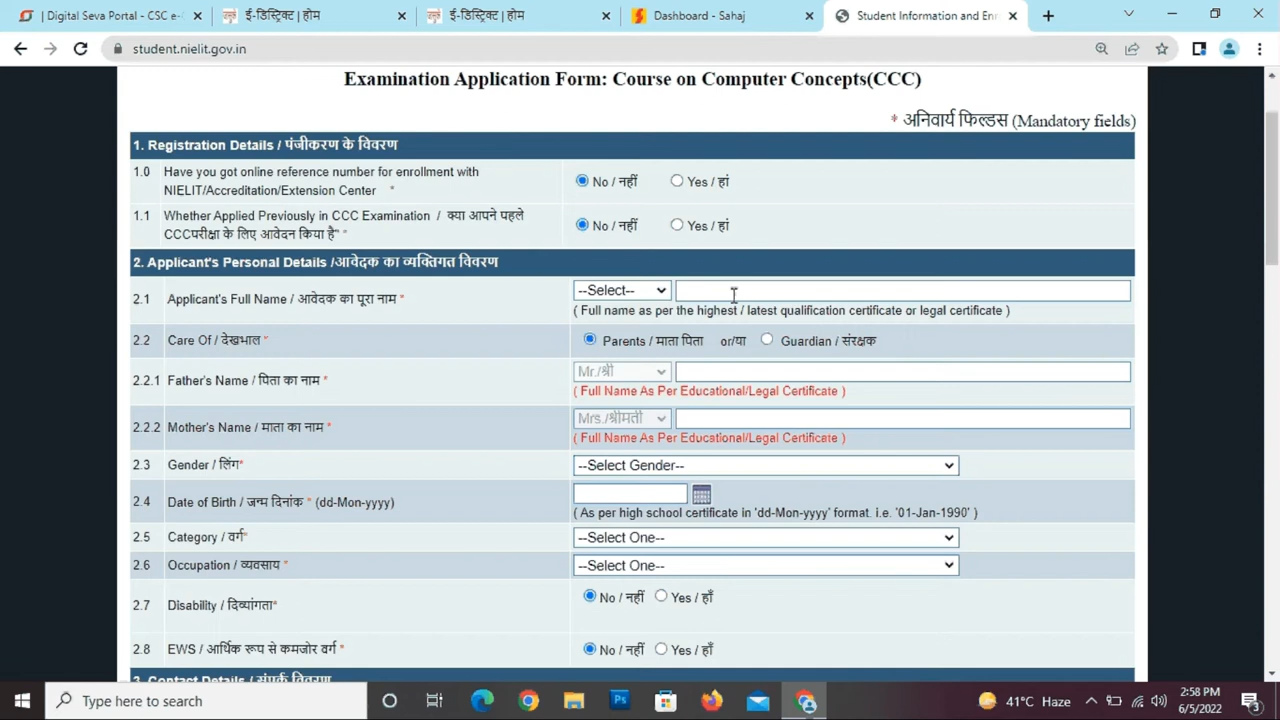 | Digital Seva Portal - CSC e-
ई-डिस्ट्रिक्ट | होम
ई-डिस्ट्रिक्ट | होम
Dashboard - Sahaj
Student Information and Enr
student.nielit.gov.in
Examination Application Form: Course on Computer Concepts(CCC)
* अनिवार्य फिल्डस (Mandatory fields)
1. Registration Details / पंजीकरण के विवरण
1.0 Have you got online reference number for enrollment with
NIELIT/Accreditation/Extension Center *
No / नहीं Yes / हां
1.1 Whether Applied Previously in CCC Examination / क्या आपने पहले
CCCपरीक्षा के लिए आवेदन किया है" *
No / नहीं Yes / हां
2. Applicant's Personal Details /आवेदक का व्यक्तिगत विवरण
2.1 Applicant's Full Name / आवेदक का पूरा नाम * --Select--
( Full name as per the highest / latest qualification certificate or legal certificate )
2.2 Care Of / देखभाल * Parents / माता पिता or/या Guardian / संरक्षक
2.2.1 Father's Name / पिता का नाम * Mr./श्री
( Full Name As Per Educational/Legal Certificate )
2.2.2 Mother's Name / माता का नाम * Mrs./श्रीमती
( Full Name As Per Educational/Legal Certificate )
2.3 Gender / लिंग* --Select Gender--
2.4 Date of Birth / जन्म दिनांक * (dd-Mon-yyyy)
( As per high school certificate in 'dd-Mon-yyyy' format. i.e. '01-Jan-1990' )
2.5 Category / वर्ग* --Select One--
2.6 Occupation / व्यवसाय * --Select One--
2.7 Disability / दिव्यांगता* No / नहीं Yes / हाँ
2.8 EWS / आर्थिक रूप से कमजोर वर्ग * No / नहीं Yes / हाँ
3. Contact Details / संपर्क विवरण
Type here to search
41°C Haze
2:58 PM
6/5/2022
3